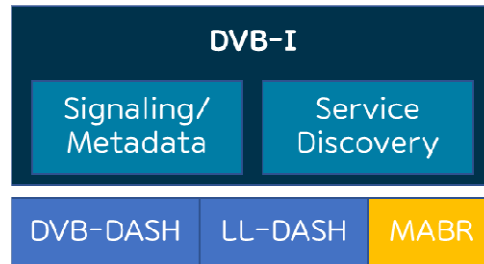 DVB-I
Signaling/
Metadata
Service
Discovery
DVB-DASH
LL-DASH
MABR